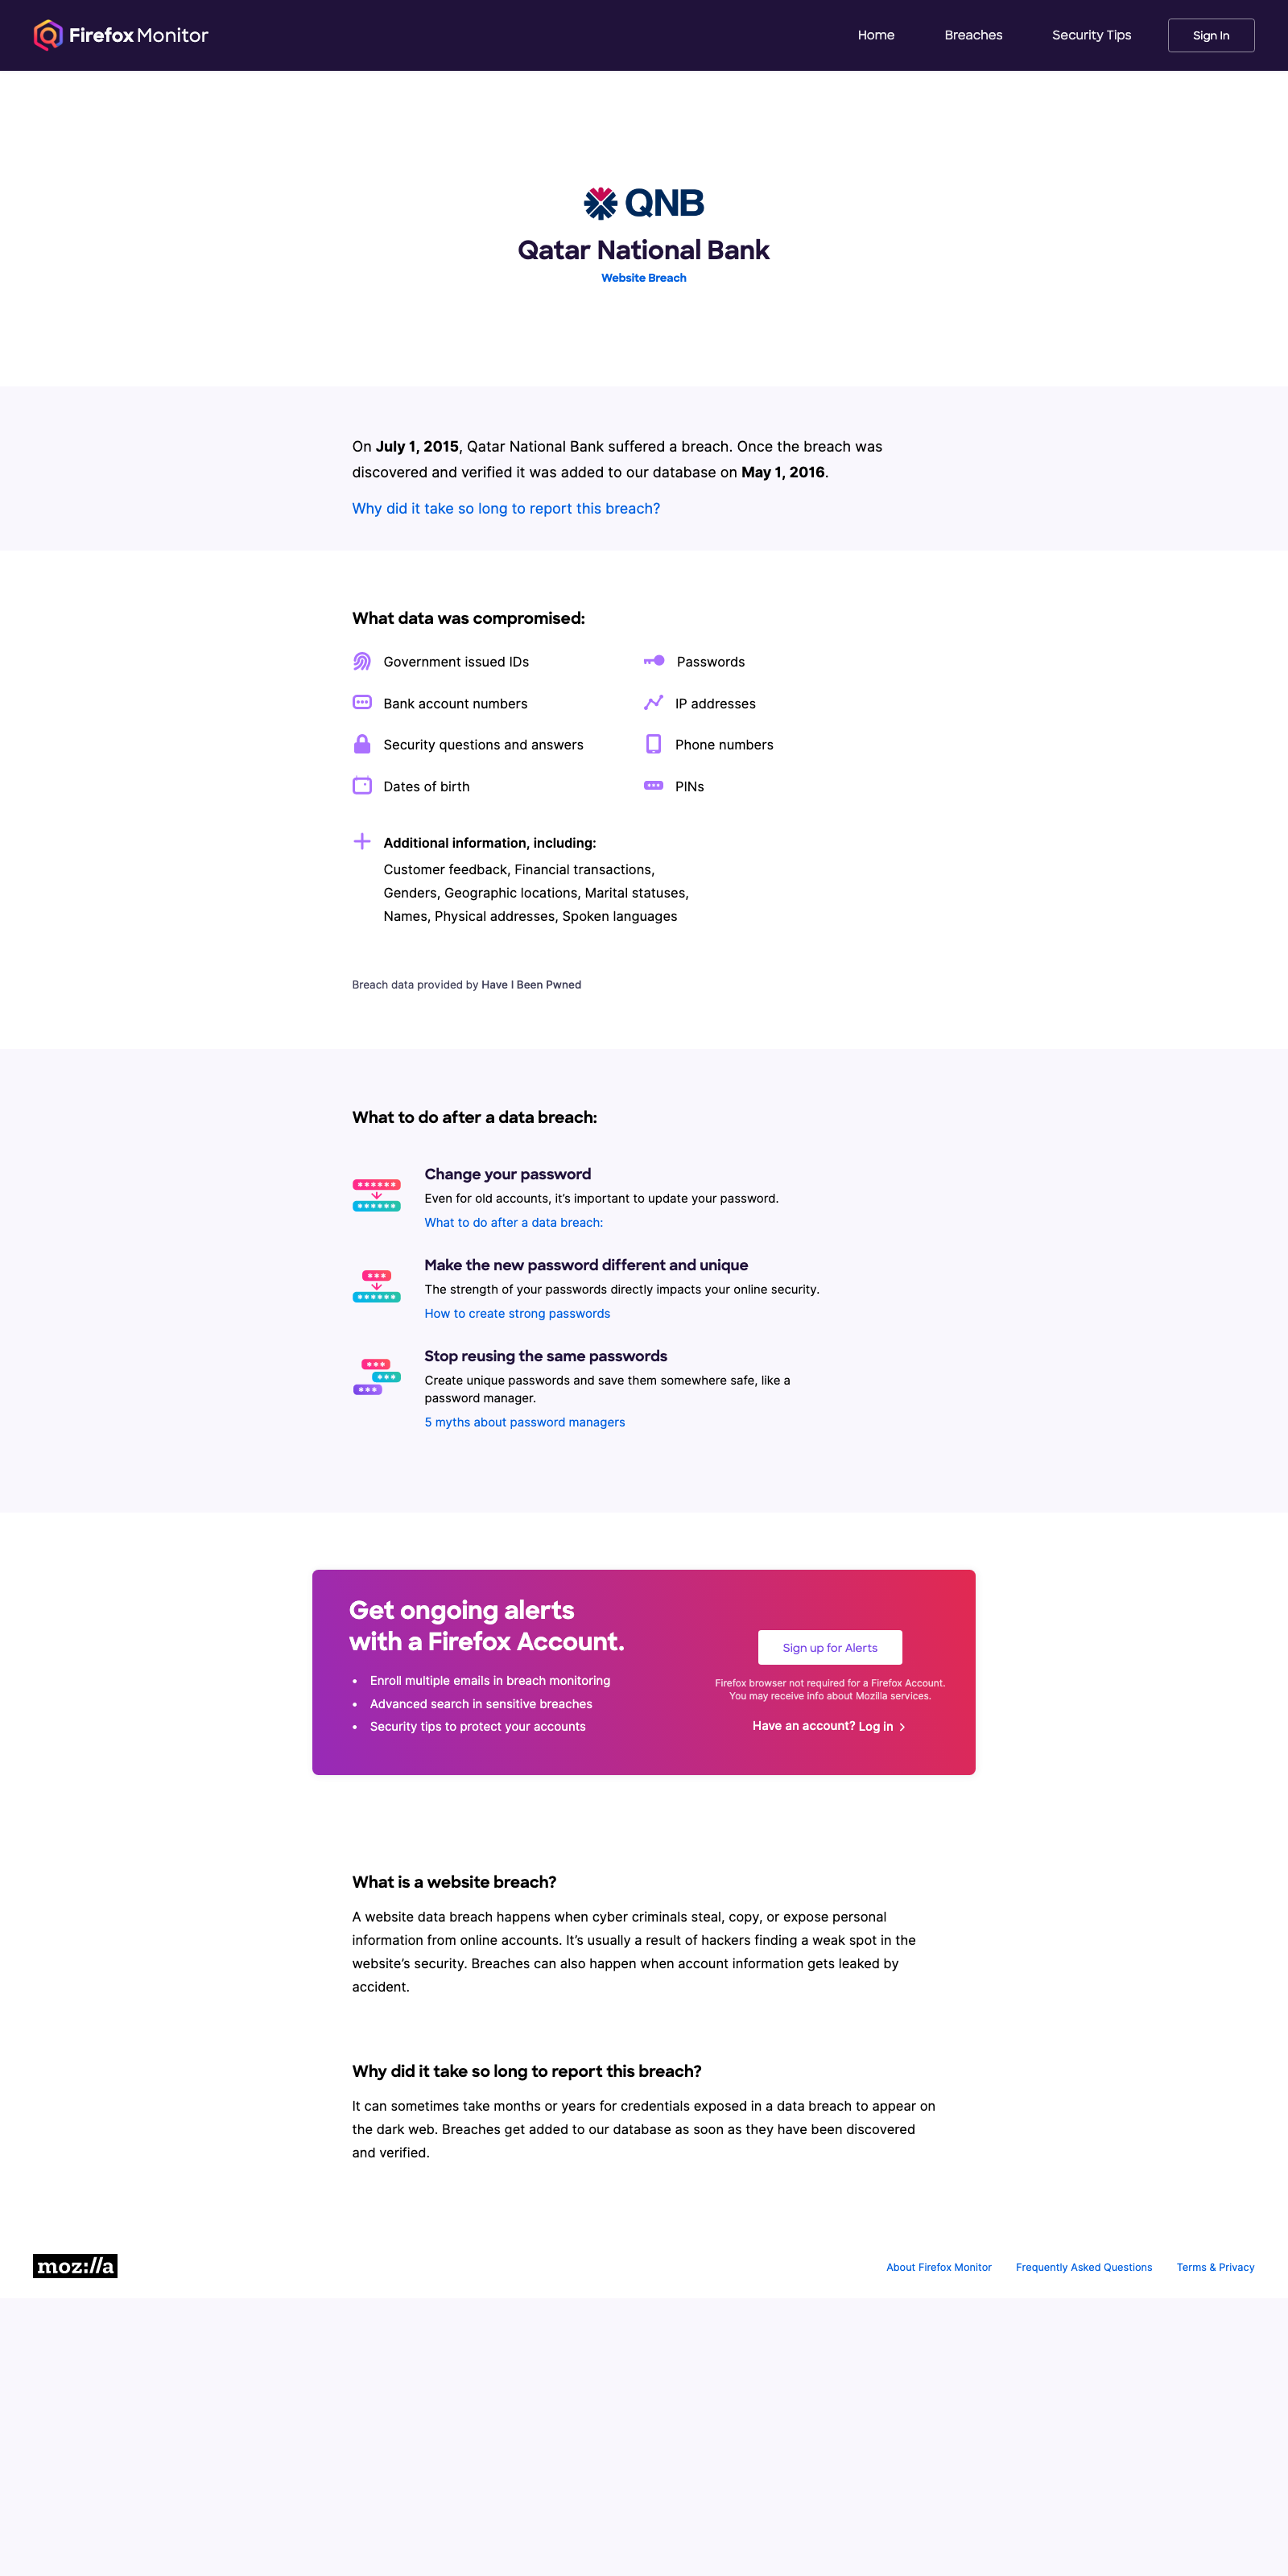 Firefox Monitor
Home
Breaches
Security Tips
Sign In
QNB
Qatar National Bank
Website Breach
On July 1, 2015, Qatar National Bank suffered a breach. Once the breach was
discovered and verified it was added to our database on May 1, 2016.
Why did it take so long to report this breach?
What data was compromised:
Government issued IDs
Passwords
Bank account numbers
IP addresses
Security questions and answers
Phone numbers
Dates of birth
PINs
Additional information, including:
Customer feedback, Financial transactions,
Genders, Geographic locations, Marital statuses,
Names, Physical addresses, Spoken languages
Breach data provided by Have I Been Pwned
What to do after a data breach:
Change your password
Even for old accounts, it’s important to update your password.
What to do after a data breach:
Make the new password different and unique
The strength of your passwords directly impacts your online security.
How to create strong passwords
Stop reusing the same passwords
Create unique passwords and save them somewhere safe, like a
password manager.
5 myths about password managers
Get ongoing alerts
with a Firefox Account.
• Enroll multiple emails in breach monitoring
• Advanced search in sensitive breaches
• Security tips to protect your accounts
Sign up for Alerts
Firefox browser not required for a Firefox Account.
You may receive info about Mozilla services.
Have an account? Log in
What is a website breach?
A website data breach happens when cyber criminals steal, copy, or expose personal
information from online accounts. It’s usually a result of hackers finding a weak spot in the
website’s security. Breaches can also happen when account information gets leaked by
accident.
Why did it take so long to report this breach?
It can sometimes take months or years for credentials exposed in a data breach to appear on
the dark web. Breaches get added to our database as soon as they have been discovered
and verified.
moz://a
About Firefox Monitor
Frequently Asked Questions
Terms & Privacy